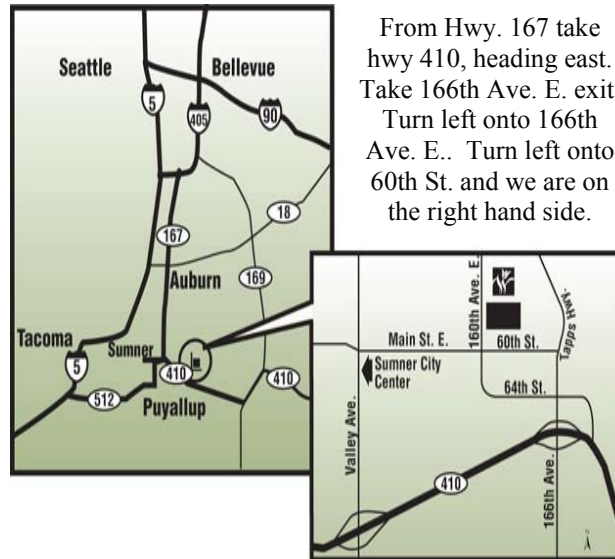 From Hwy. 167 take
hwy 410, heading east.
Take 166th Ave. E. exit
Turn left onto 166th
Ave. E.. Turn left onto
60th St. and we are on
the right hand side.
Seattle
Bellevue
5
405
90
18
167
Auburn
169
Tacoma
Sumner
5
410
410
512
Puyallup
160th Ave. E.
Tapps Hwy.
Main St. E.
60th St.
Sumner City
Center
64th St.
Valley Ave.
410
166th Ave.
N